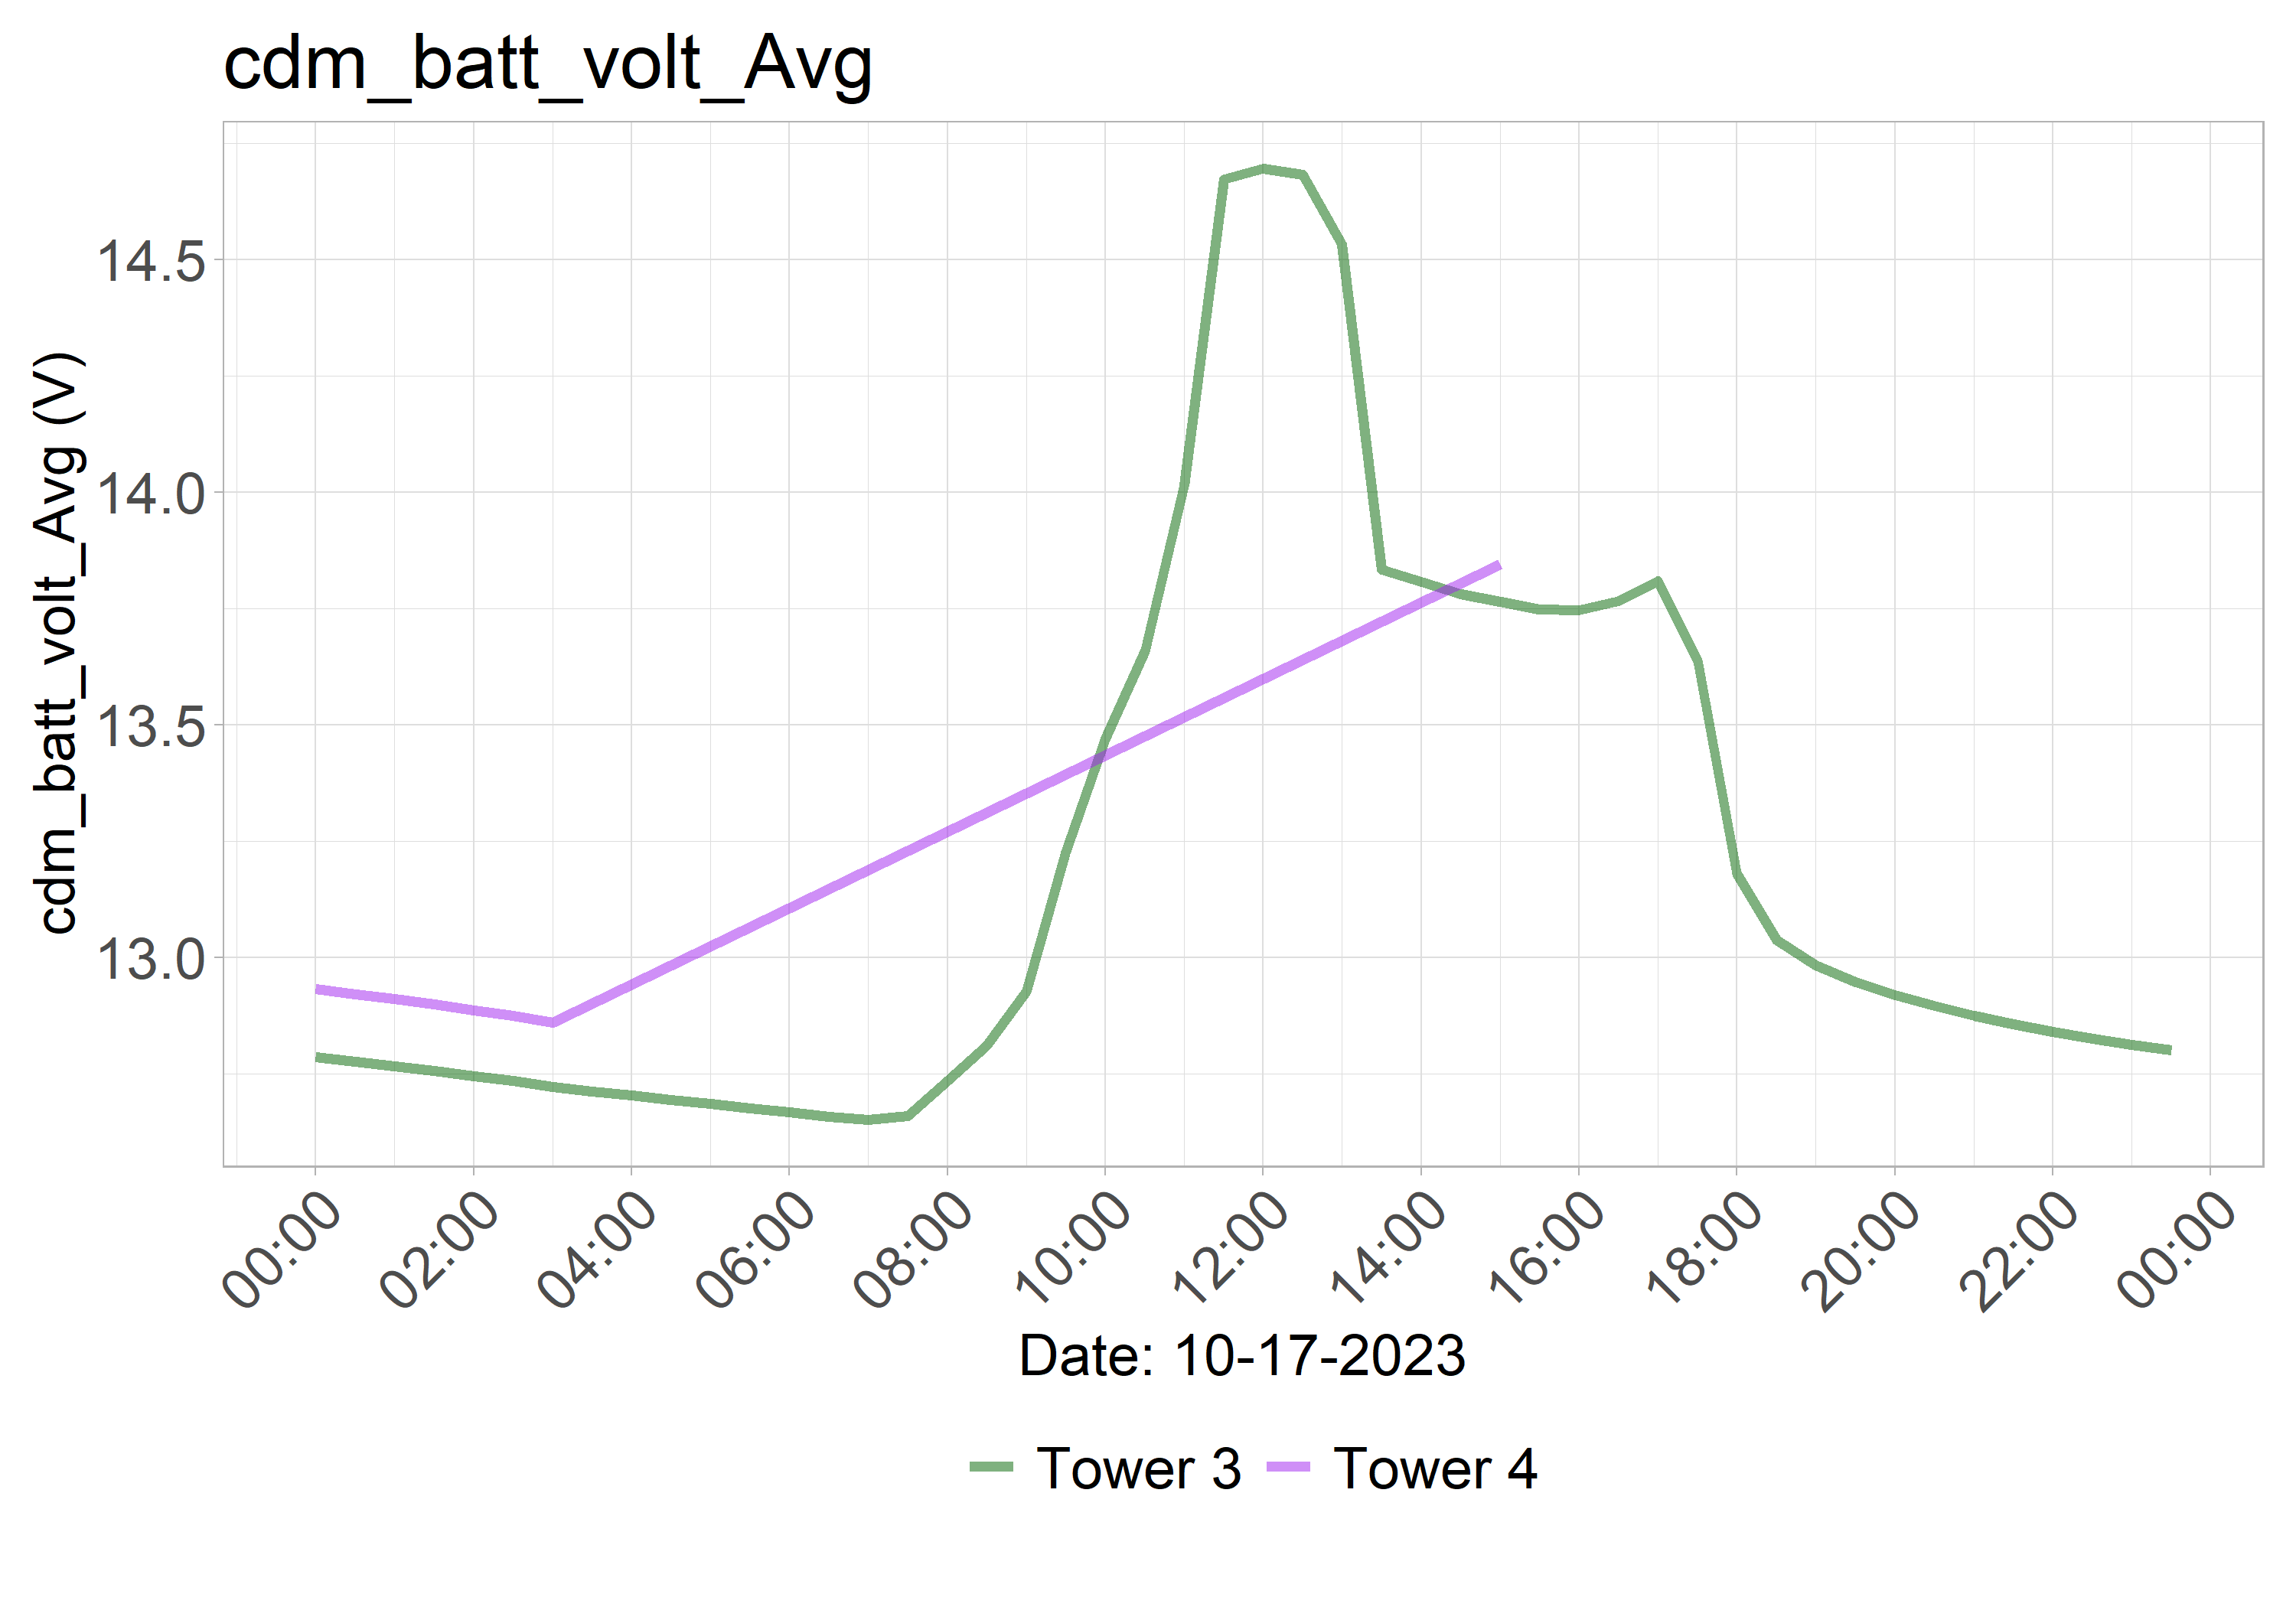 cdm_batt_volt_Avg
cdm_batt_volt_Avg (V)
14.5
14.0
13.5
13.0
00:00 02:00 04:00 06:00 08:00 10:00 12:00 14:00 16:00 18:00 20:00 22:00 00:00
Date: 10-17-2023
Tower 3 Tower 4